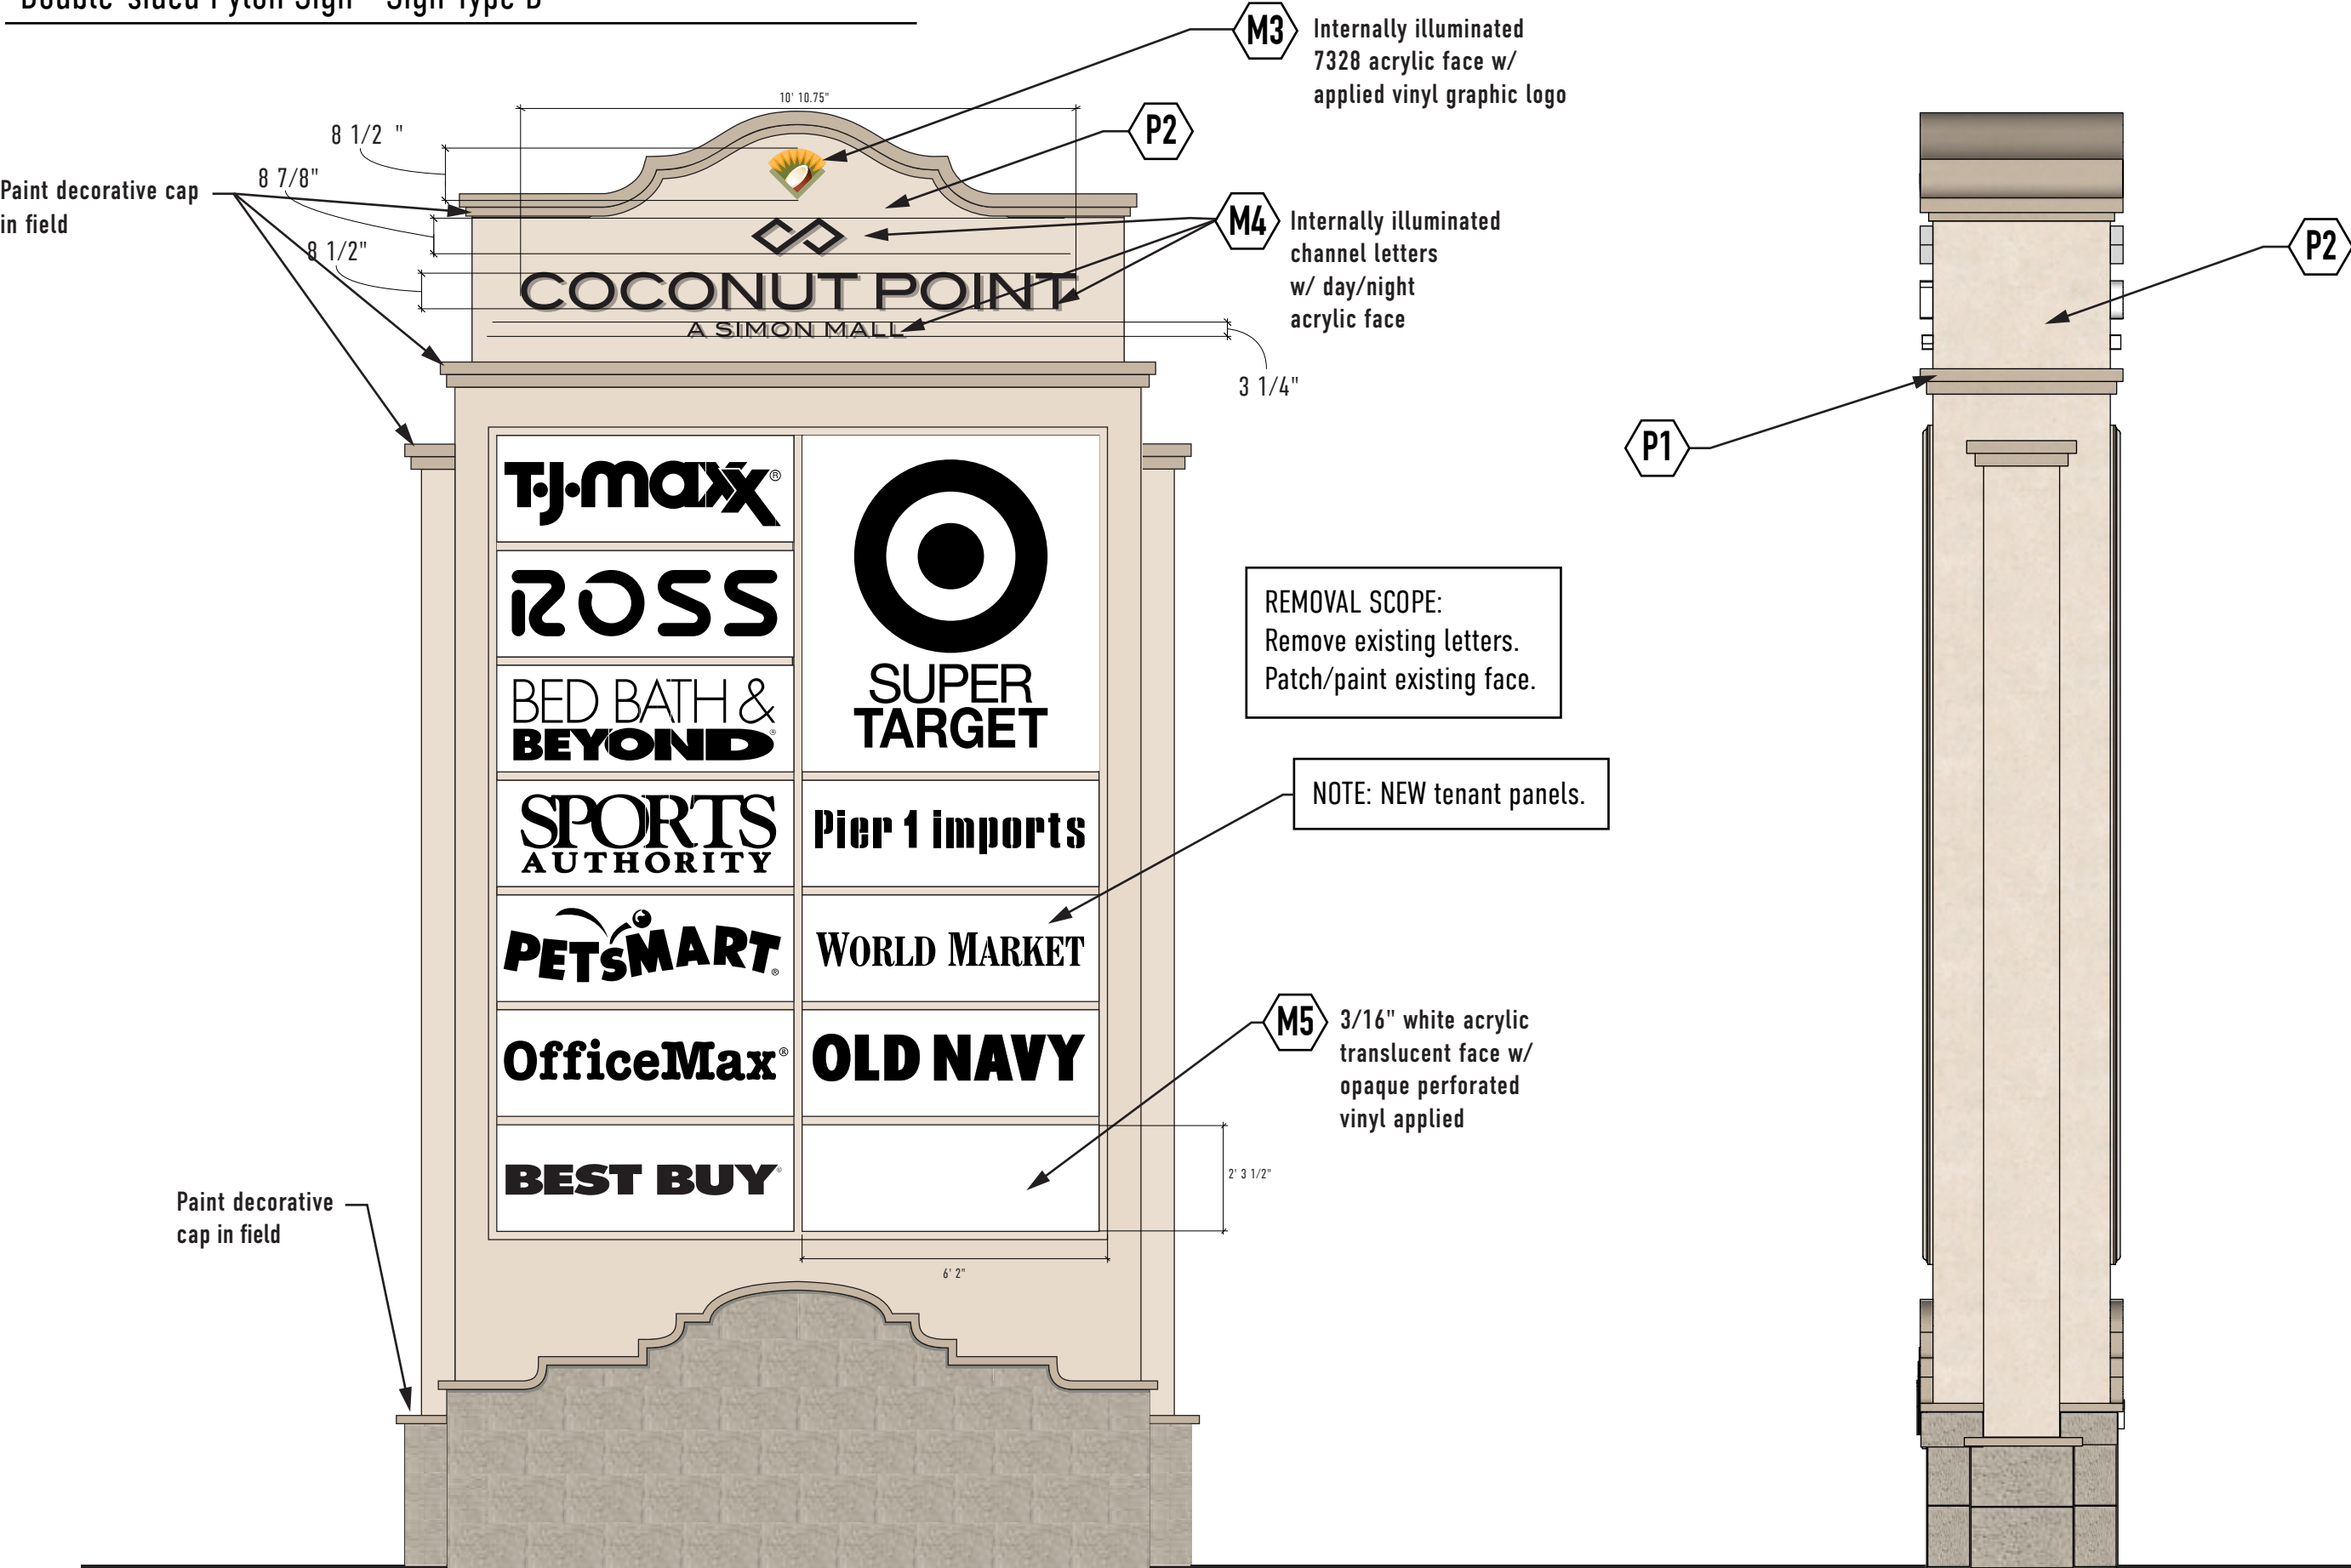 Double-sided Pylon Sign - Sign Type B
M3
Internally illuminated
7328 acrylic face w/
applied vinyl graphic logo
10' 10.75"
8 1/2 "
P2
8 7/8"
Paint decorative cap
in field
M4
Internally illuminated
channel letters
w/ day/night
acrylic face
8 1/2"
P2
COCONUT POINT
A SIMON MALL
3 1/4"
P1
T·J·maxx®
ROSS
BED BATH &
BEYOND®
SUPER
TARGET
REMOVAL SCOPE:
Remove existing letters.
Patch/paint existing face.
NOTE: NEW tenant panels.
SPORTS
AUTHORITY
Pier 1 imports
PETSMART®
WORLD MARKET
OfficeMax®
OLD NAVY
M5
3/16" white acrylic
translucent face w/
opaque perforated
vinyl applied
BEST BUY®
2' 3 1/2"
Paint decorative
cap in field
6' 2"